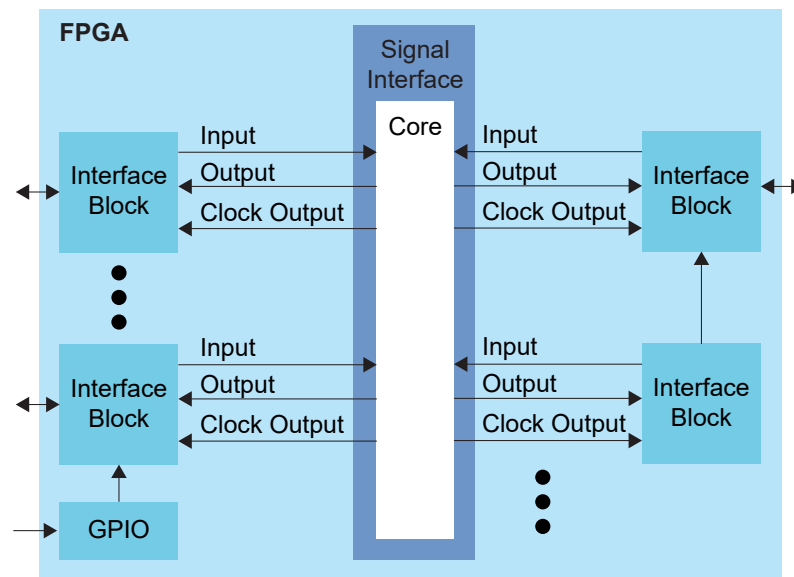 FPGA
Signal
Interface
Core
Interface
Block
Input
Output
Clock Output
Input
Output
Clock Output
Interface
Block
Interface
Block
Input
Output
Clock Output
Input
Output
Clock Output
Interface
Block
GPIO